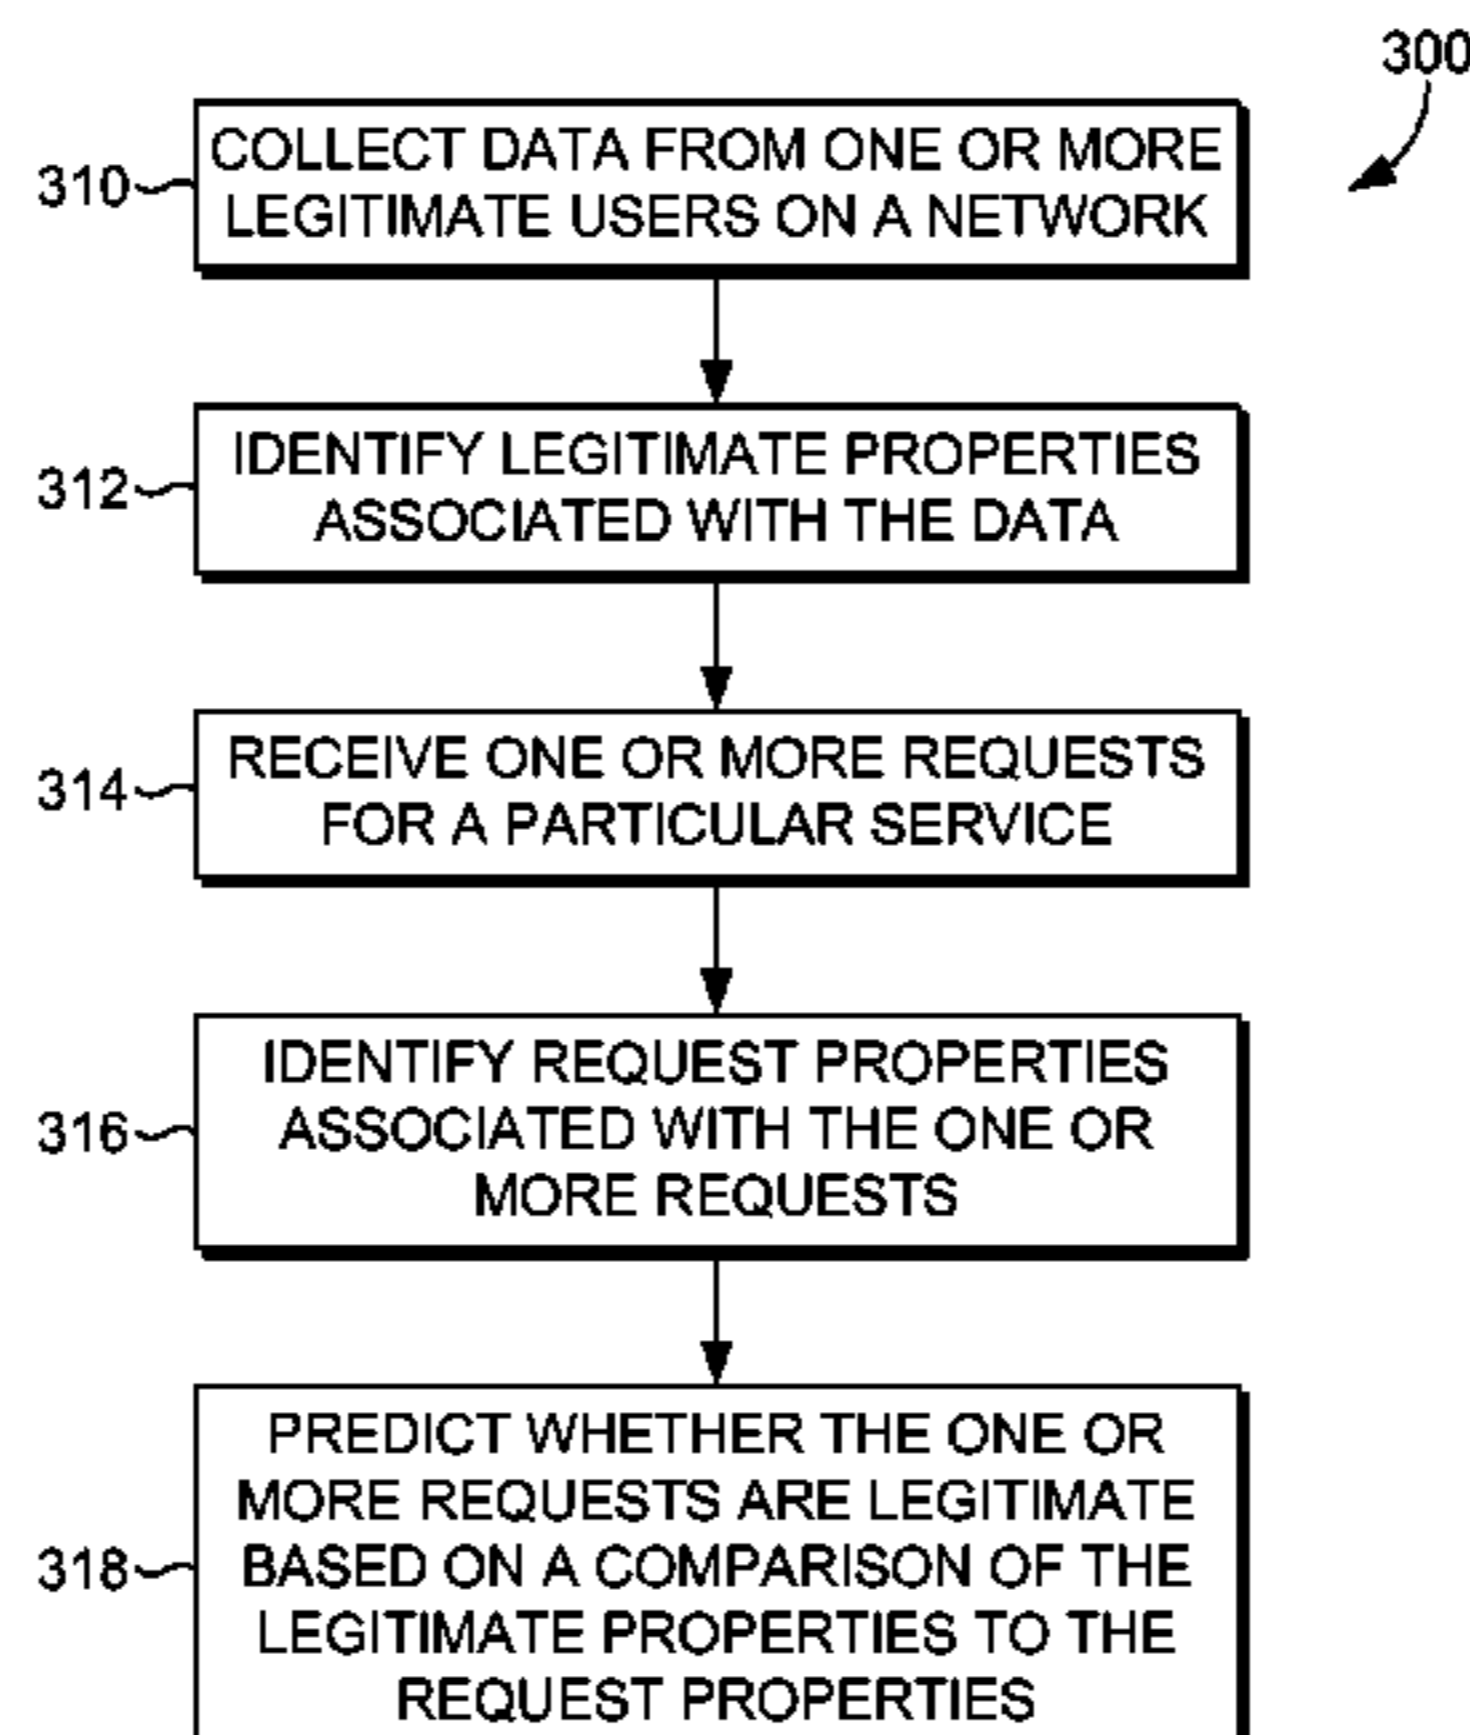 300
310
COLLECT DATA FROM ONE OR MORE
LEGITIMATE USERS ON A NETWORK
312
IDENTIFY LEGITIMATE PROPERTIES
ASSOCIATED WITH THE DATA
314
RECEIVE ONE OR MORE REQUESTS
FOR A PARTICULAR SERVICE
316
IDENTIFY REQUEST PROPERTIES
ASSOCIATED WITH THE ONE OR
MORE REQUESTS
318
PREDICT WHETHER THE ONE OR
MORE REQUESTS ARE LEGITIMATE
BASED ON A COMPARISON OF THE
LEGITIMATE PROPERTIES TO THE
REQUEST PROPERTIES